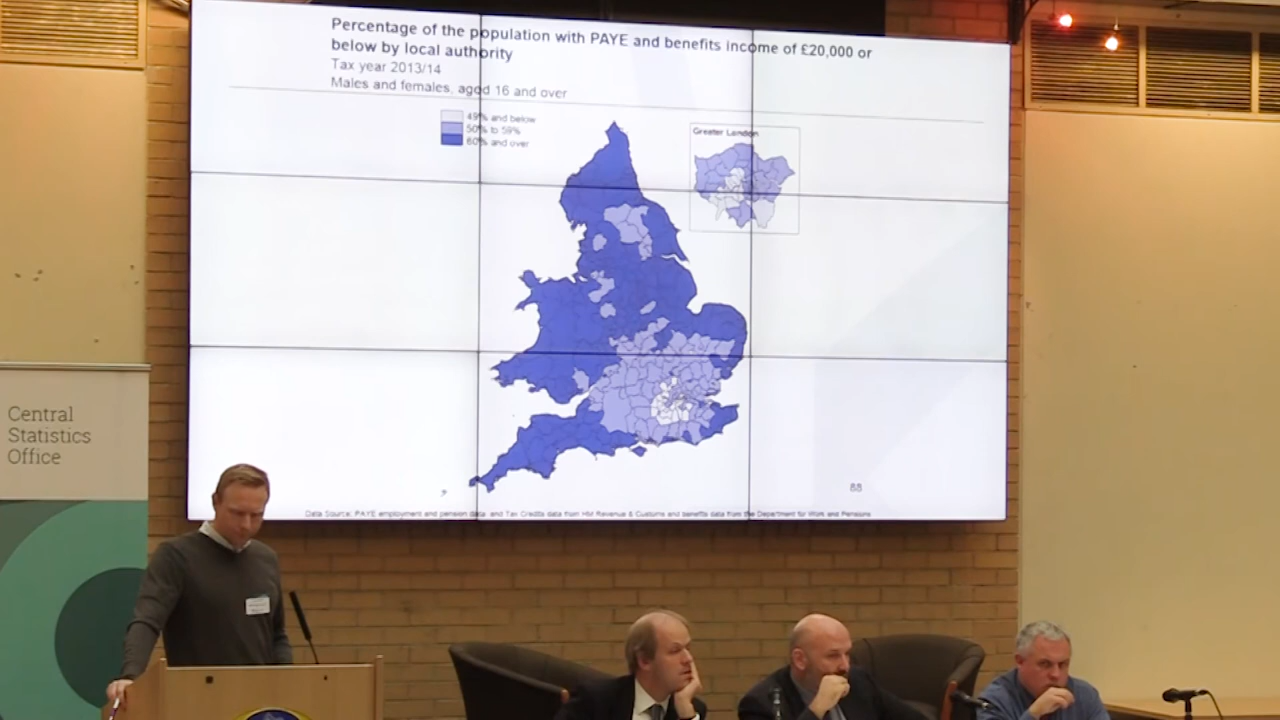 Percentage of the population with PAYE and benefits income of £20,000 or
below by local authority
Tax year 2013/14
Males and females, aged 16 and over
49% and below
50% to 59%
60% and over
Greater London
88
Data Source: PAYE employment and pension data and Tax Credits data from HM Revenue & Customs and benefits data from the Department for Work and Pensions
Central
Statistics
Office